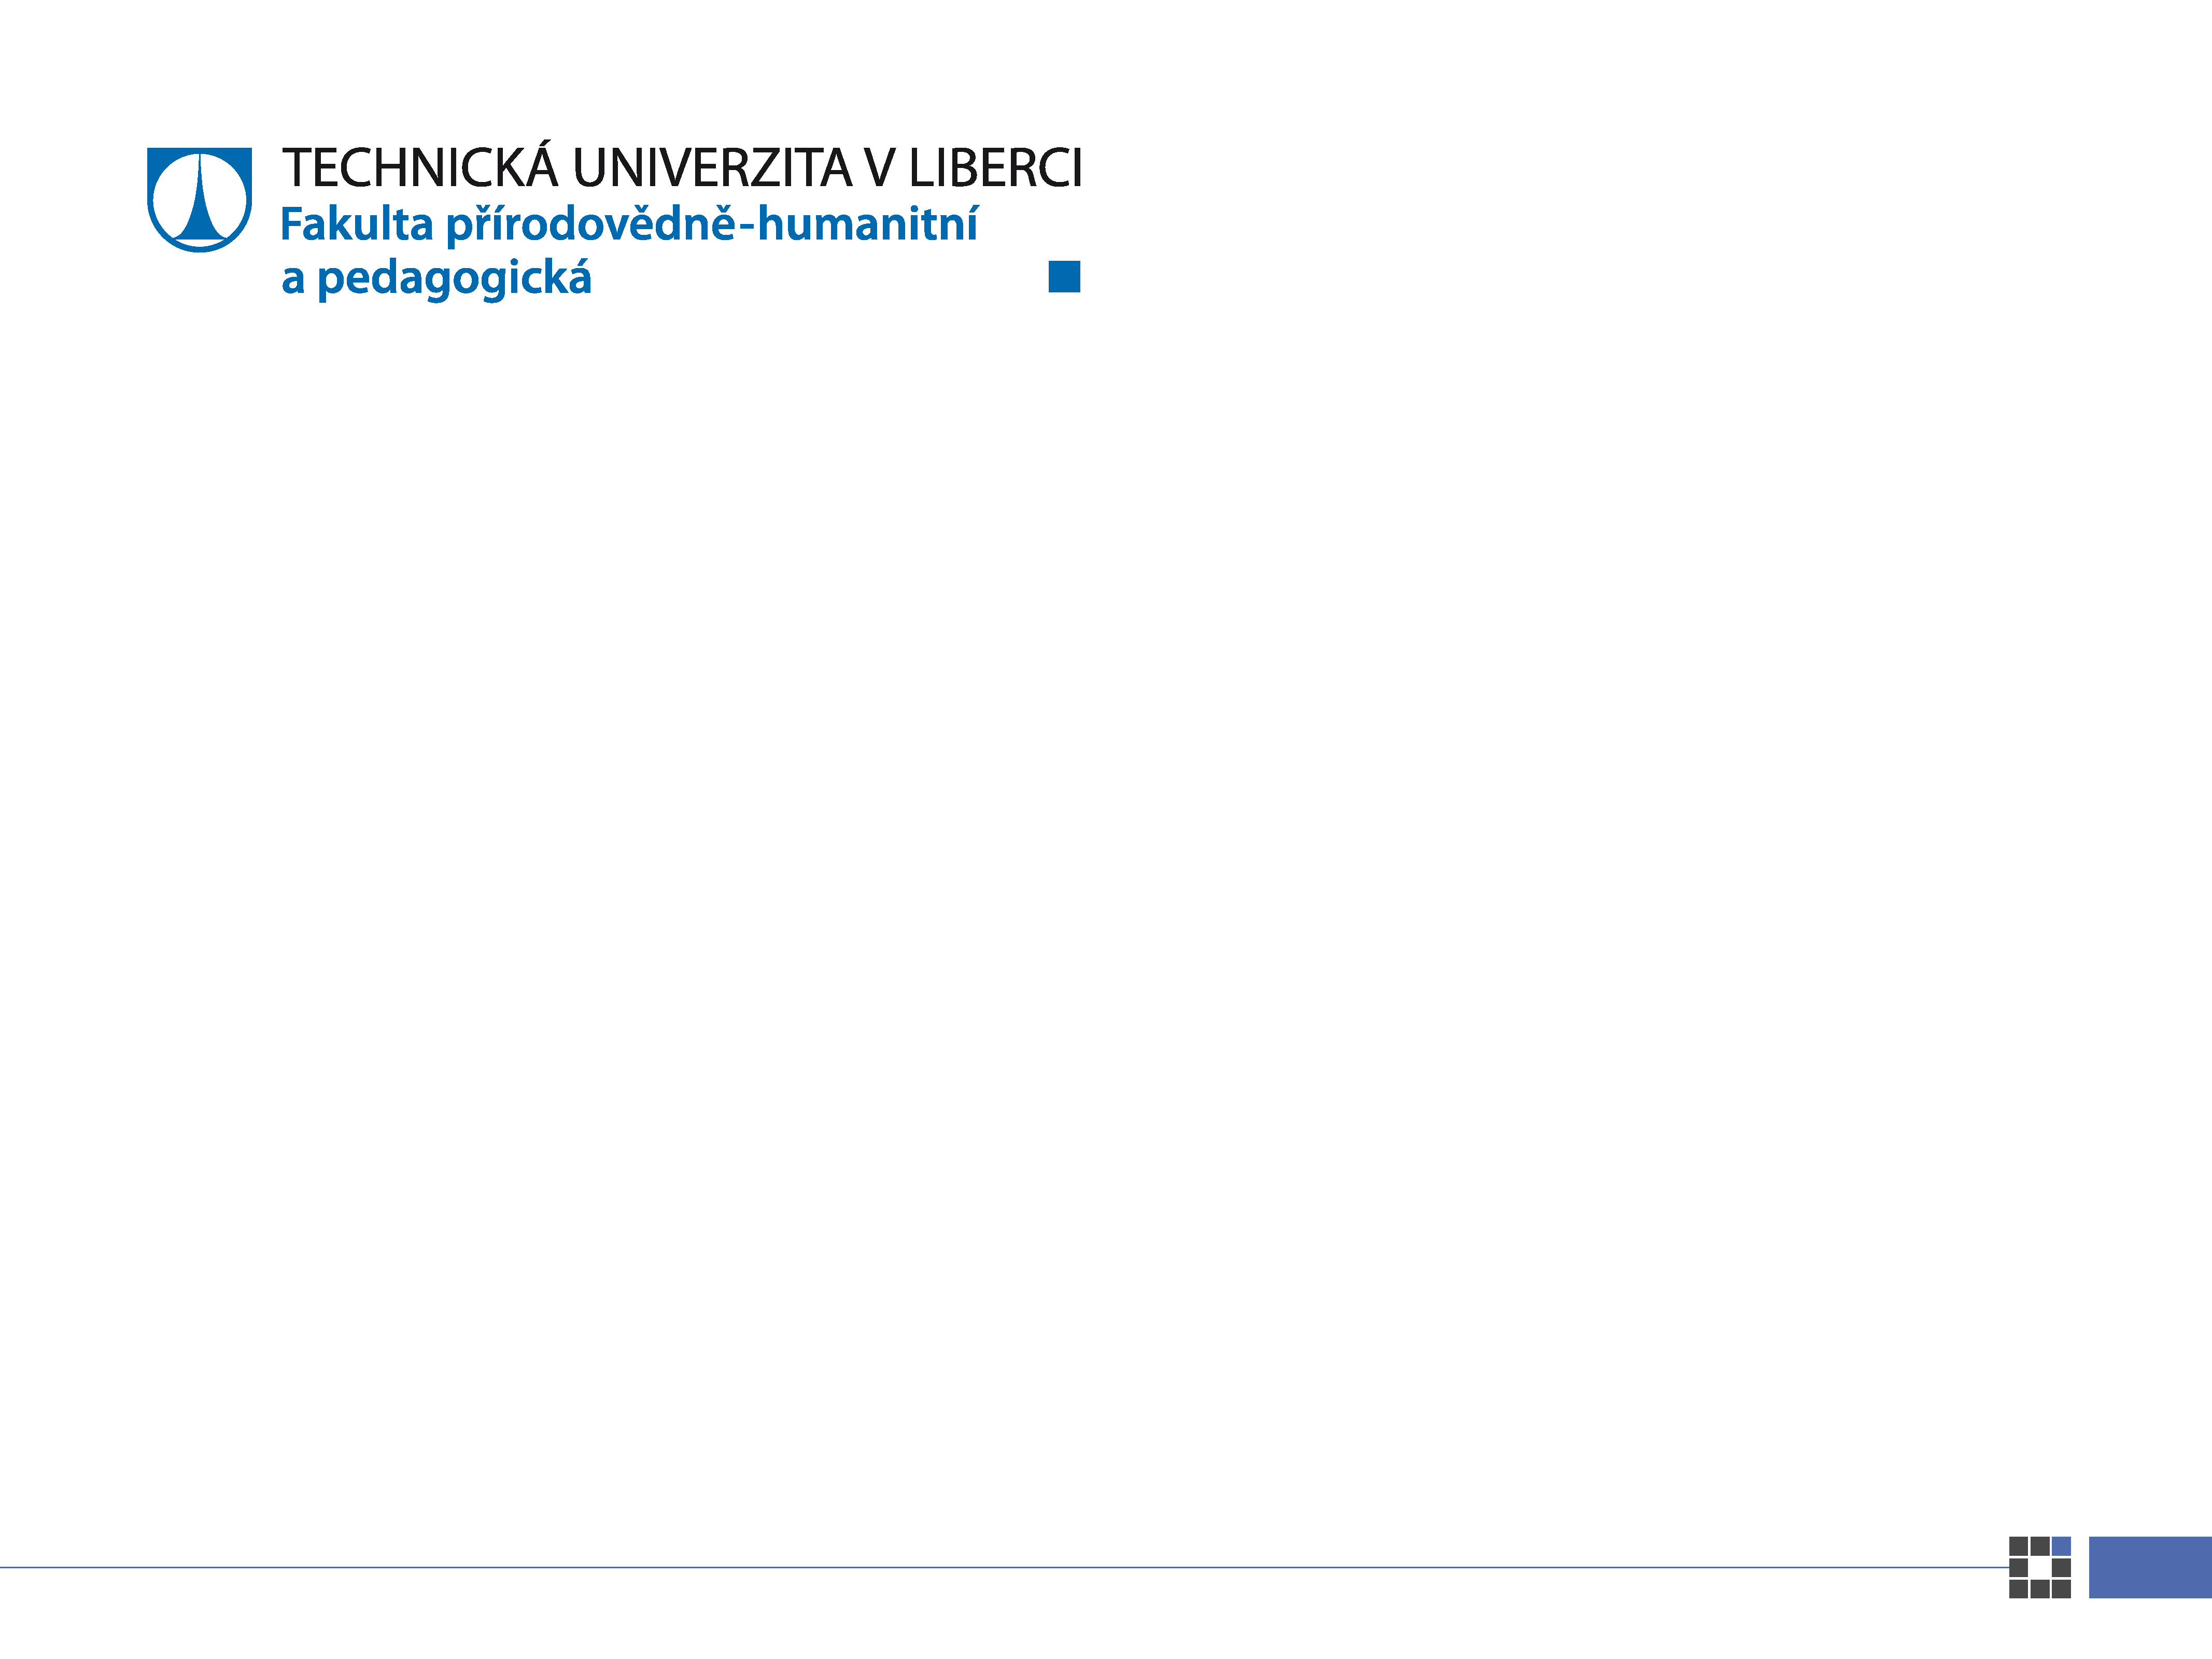 TECHNICKÁ UNIVERZITA V LIBERCI
Fakulta přírodovědně-humanitní
a pedagogická